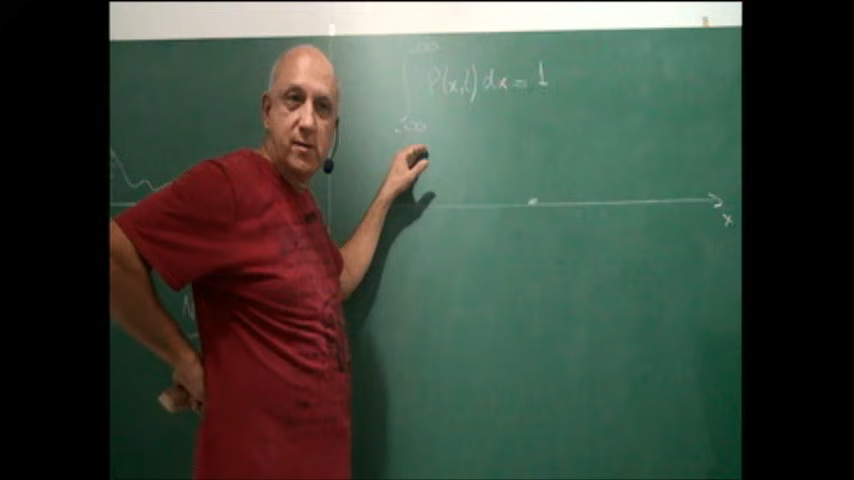 ∫_{-∞}^{∞} P(x,t) dx = 1
x
N